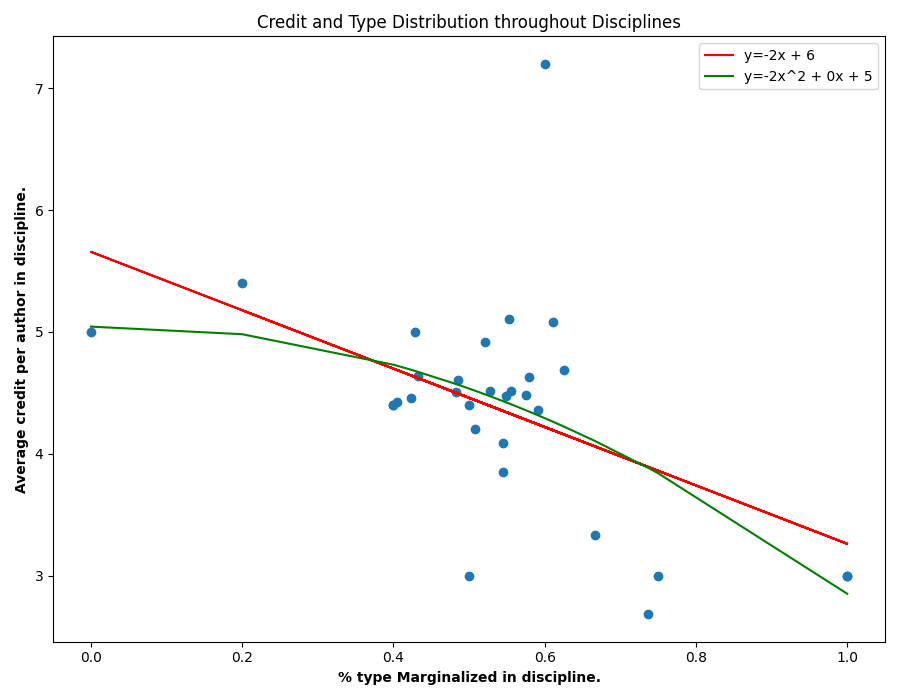 Credit and Type Distribution throughout Disciplines
y=-2x + 6
y=-2x^2 + 0x + 5
7
6
5
4
3
Average credit per author in discipline.
0.0 0.2 0.4 0.6 0.8 1.0
% type Marginalized in discipline.